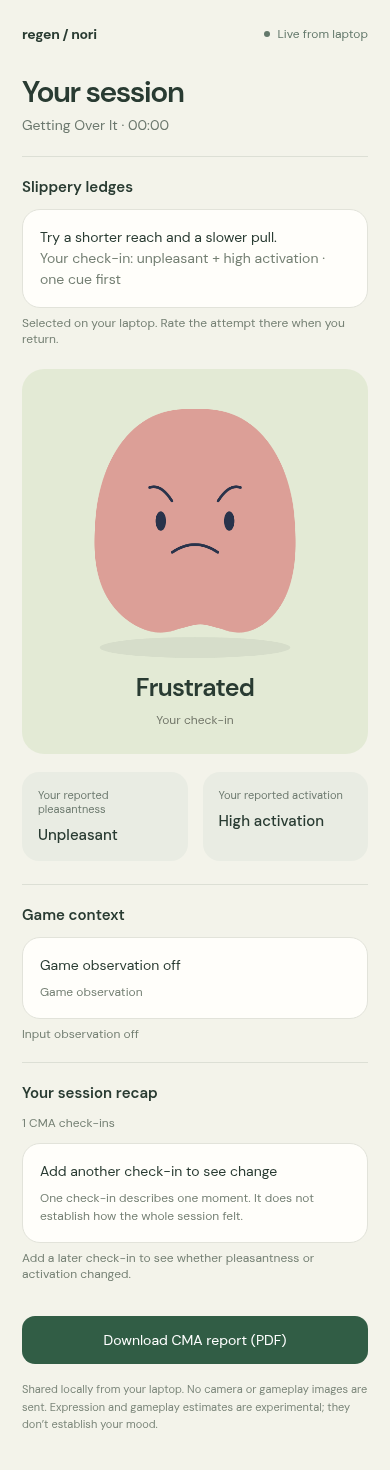 regen / nori
Live from laptop
Your session
Getting Over It · 00:00
Slippery ledges
Try a shorter reach and a slower pull.
Your check-in: unpleasant + high activation ·
one cue first
Selected on your laptop. Rate the attempt there when you
return.
Frustrated
Your check-in
Your reported
pleasantness
Unpleasant
Your reported activation
High activation
Game context
Game observation off
Game observation
Input observation off
Your session recap
1 CMA check-ins
Add another check-in to see change
One check-in describes one moment. It does not
establish how the whole session felt.
Add a later check-in to see whether pleasantness or
activation changed.
Download CMA report (PDF)
Shared locally from your laptop. No camera or gameplay images are
sent. Expression and gameplay estimates are experimental; they
don’t establish your mood.